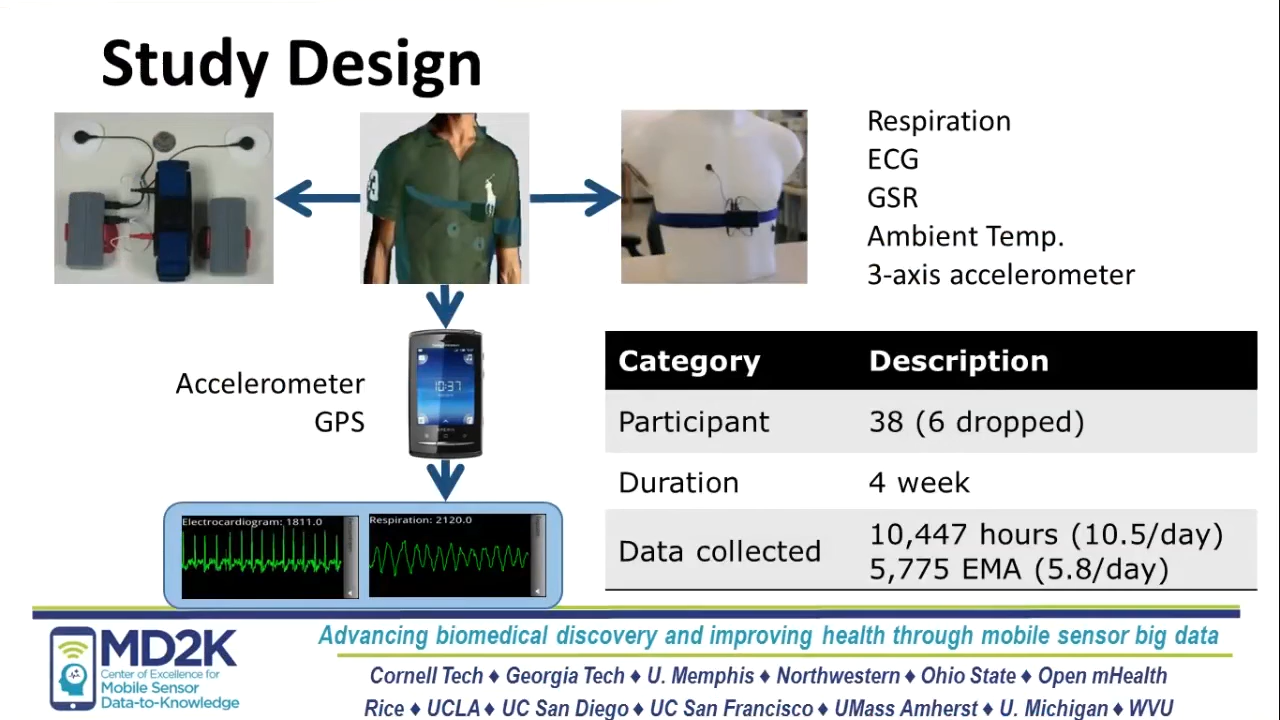 Study Design
Respiration
ECG
GSR
Ambient Temp.
3-axis accelerometer
Accelerometer
GPS
10:37
Category Description
Participant 38 (6 dropped)
Duration 4 week
Data collected 10,447 hours (10.5/day)
5,775 EMA (5.8/day)
Electrocardiogram: 1811.0
Respiration: 2120.0
MD2K
Center of Excellence for
Mobile Sensor
Data-to-Knowledge
Advancing biomedical discovery and improving health through mobile sensor big data
Cornell Tech ♦ Georgia Tech ♦ U. Memphis ♦ Northwestern ♦ Ohio State ♦ Open mHealth
Rice ♦ UCLA ♦ UC San Diego ♦ UC San Francisco ♦ UMass Amherst ♦ U. Michigan ♦ WVU